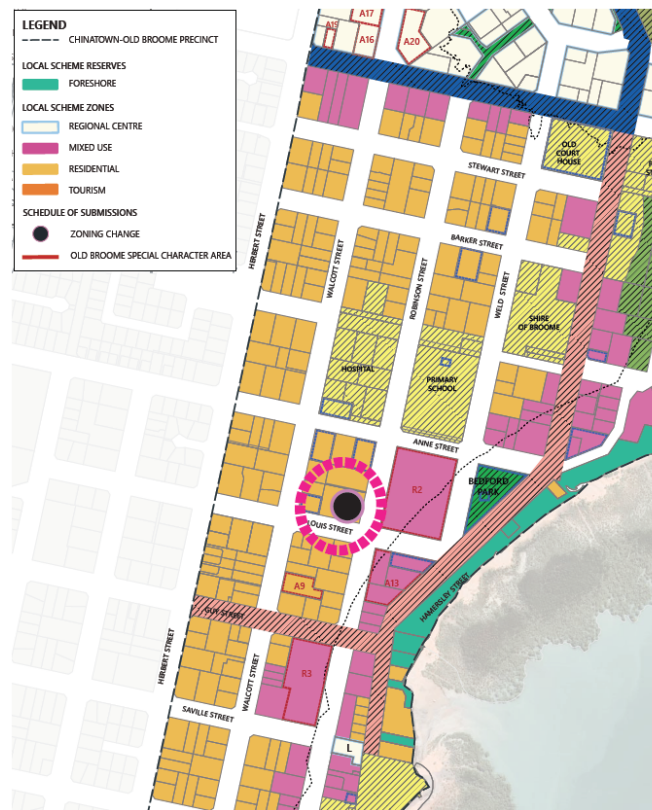 LEGEND
CHINATOWN-OLD BROOME PRECINCT
LOCAL SCHEME RESERVES
FORESHORE
LOCAL SCHEME ZONES
REGIONAL CENTRE
MIXED USE
RESIDENTIAL
TOURISM
SCHEDULE OF SUBMISSIONS
ZONING CHANGE
OLD BROOME SPECIAL CHARACTER AREA
A17
A15
A16
A20
OLD
COURT
HOUSE
STEWART STREET
HERBERT STREET
WALCOTT STREET
ROBINSON STREET
BARKER STREET
WELD STREET
SHIRE
OF BROOME
HOSPITAL
PRIMARY
SCHOOL
ANNE STREET
R2
BEDFORD
PARK
LOUIS STREET
A9
A13
HAMERSLEY STREET
GUY STREET
HERBERT STREET
WALCOTT STREET
R3
SAVILLE STREET
L